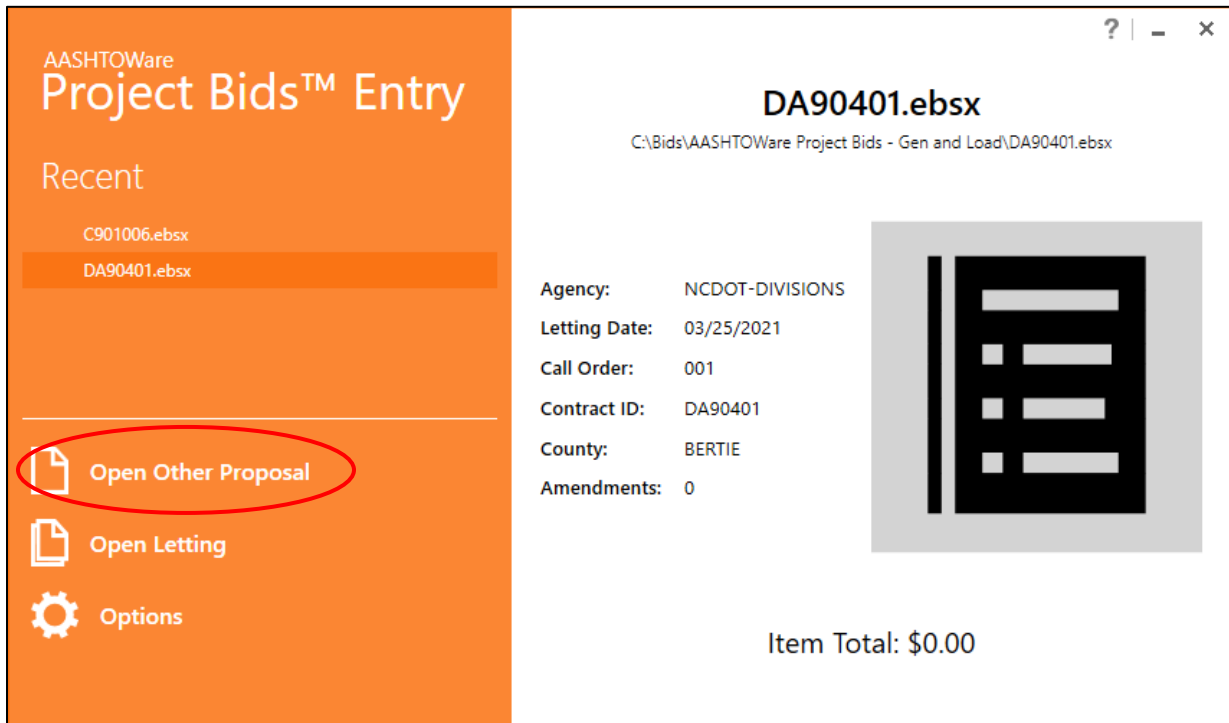 AASHTOWare
Project Bids™ Entry
Recent
C901006.ebsx
DA90401.ebsx
Open Other Proposal
Open Letting
Options
?
DA90401.ebsx
C:\Bids\AASHTOWare Project Bids - Gen and Load\DA90401.ebsx
Agency: NCDOT-DIVISIONS
Letting Date: 03/25/2021
Call Order: 001
Contract ID: DA90401
County: BERTIE
Amendments: 0
Item Total: $0.00